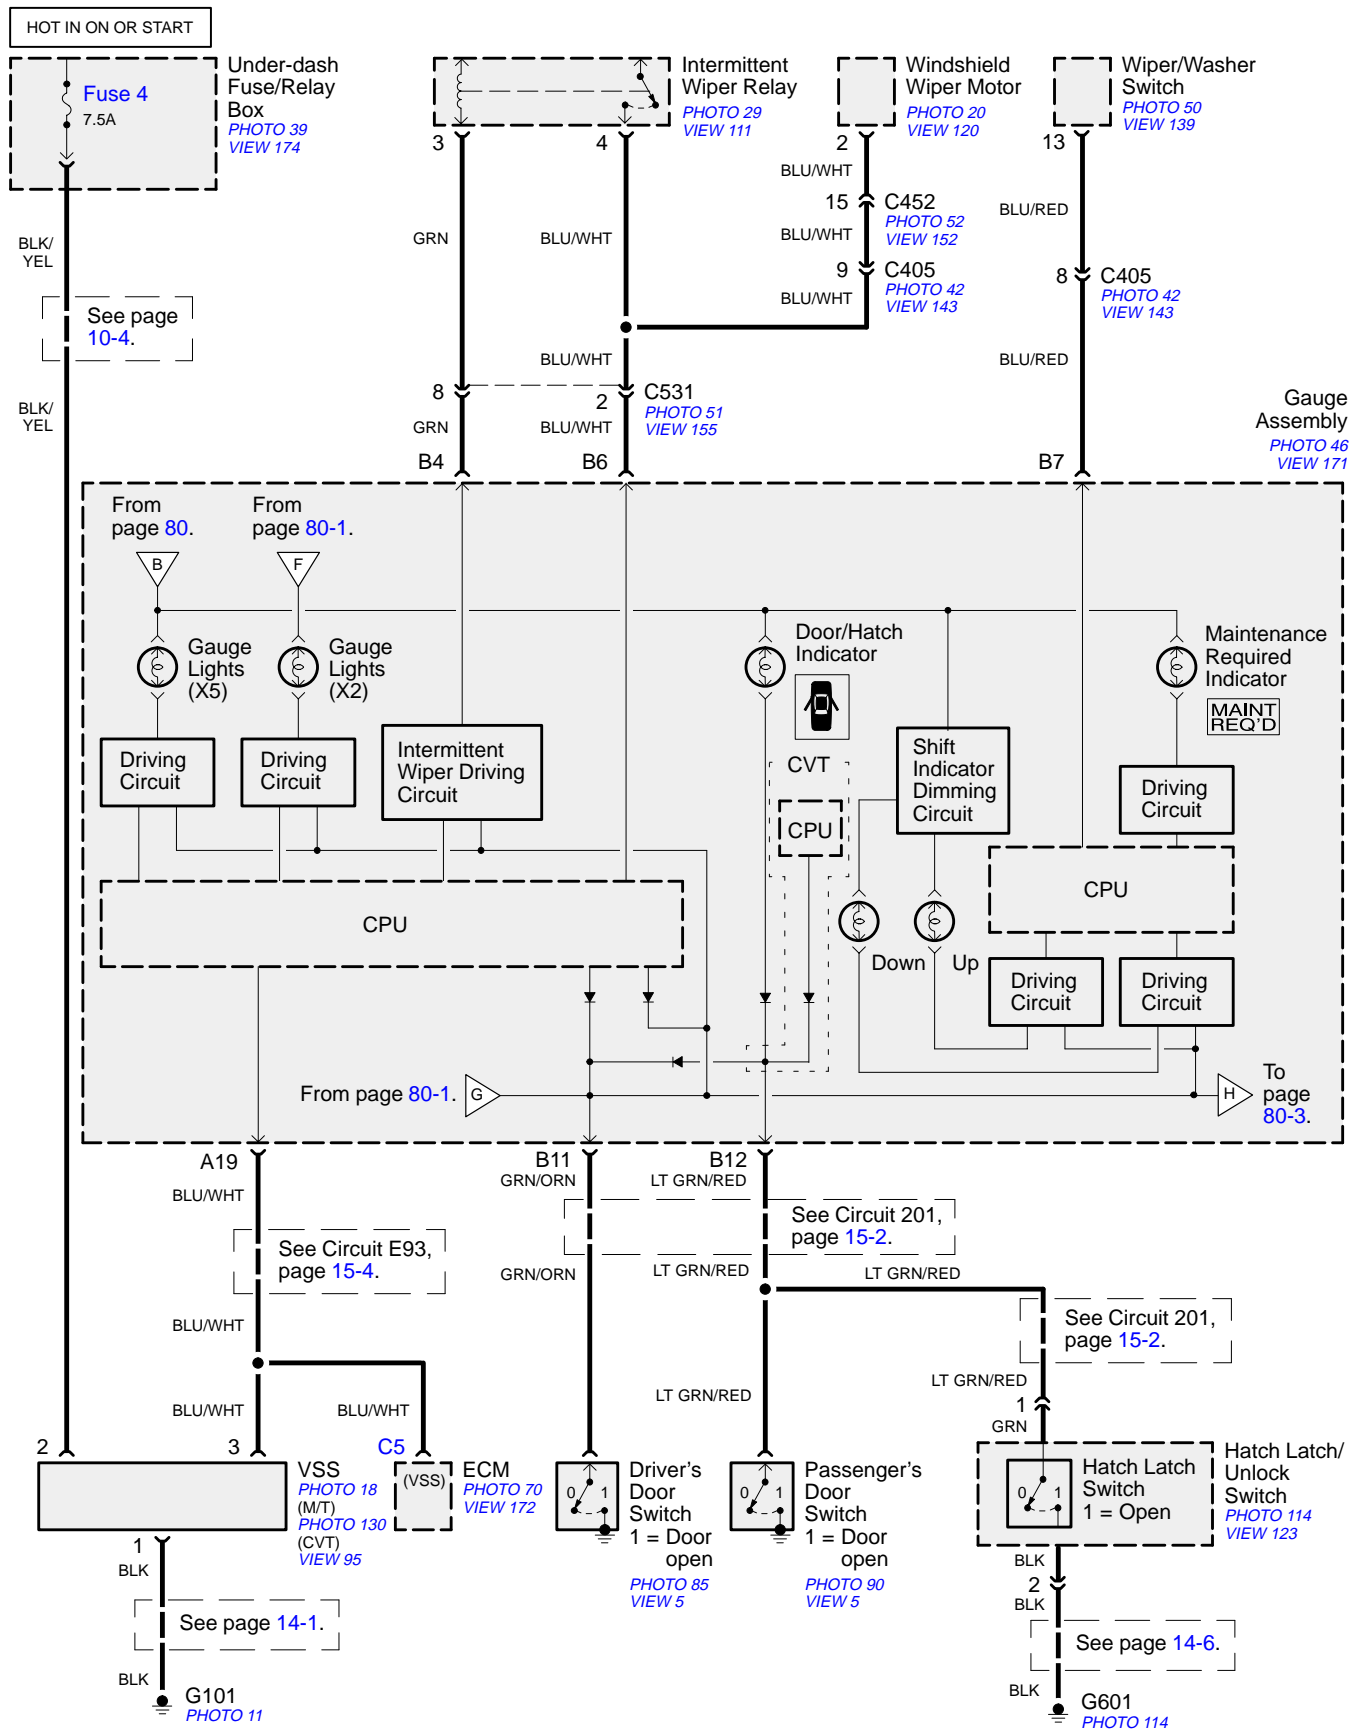 HOT IN ON OR START
Fuse 4
7.5A
Under-dash
Fuse/Relay
Box
PHOTO 39
VIEW 174
Intermittent
Wiper Relay
PHOTO 29
VIEW 111
Windshield
Wiper Motor
PHOTO 20
VIEW 120
Wiper/Washer
Switch
PHOTO 50
VIEW 139
3
4
2
13
BLU/WHT
15
C452
PHOTO 52
VIEW 152
BLU/RED
BLK/
YEL
GRN
BLU/WHT
BLU/WHT
9
C405
PHOTO 42
VIEW 143
8
C405
PHOTO 42
VIEW 143
BLU/WHT
See page
10-4.
BLU/WHT
BLU/RED
8
2
C531
PHOTO 51
VIEW 155
BLK/
YEL
GRN
BLU/WHT
Gauge
Assembly
PHOTO 46
VIEW 171
B4
B6
B7
From
page 80.
From
page 80-1.
B
F
Gauge
Lights
(X5)
Gauge
Lights
(X2)
Door/Hatch
Indicator
Maintenance
Required
Indicator
MAINT
REQ'D
Driving
Circuit
Driving
Circuit
Intermittent
Wiper Driving
Circuit
CVT
CPU
Shift
Indicator
Dimming
Circuit
Driving
Circuit
CPU
CPU
Down
Up
Driving
Circuit
Driving
Circuit
From page 80-1.
G
H
To
page
80-3.
A19
B11
B12
BLU/WHT
GRN/ORN
LT GRN/RED
See Circuit E93,
page 15-4.
See Circuit 201,
page 15-2.
GRN/ORN
LT GRN/RED
LT GRN/RED
BLU/WHT
See Circuit 201,
page 15-2.
BLU/WHT
BLU/WHT
LT GRN/RED
LT GRN/RED
1
GRN
2
3
C5
VSS
PHOTO 18
(M/T)
PHOTO 130
(CVT)
VIEW 95
(VSS)
ECM
PHOTO 70
VIEW 172
0 1
Driver's
Door
Switch
1 = Door
open
PHOTO 85
VIEW 5
0 1
Passenger's
Door
Switch
1 = Door
open
PHOTO 90
VIEW 5
0 1
Hatch Latch
Switch
1 = Open
Hatch Latch/
Unlock
Switch
PHOTO 114
VIEW 123
1
BLK
BLK
2
BLK
See page 14-1.
See page 14-6.
BLK
G101
PHOTO 11
BLK
G601
PHOTO 114